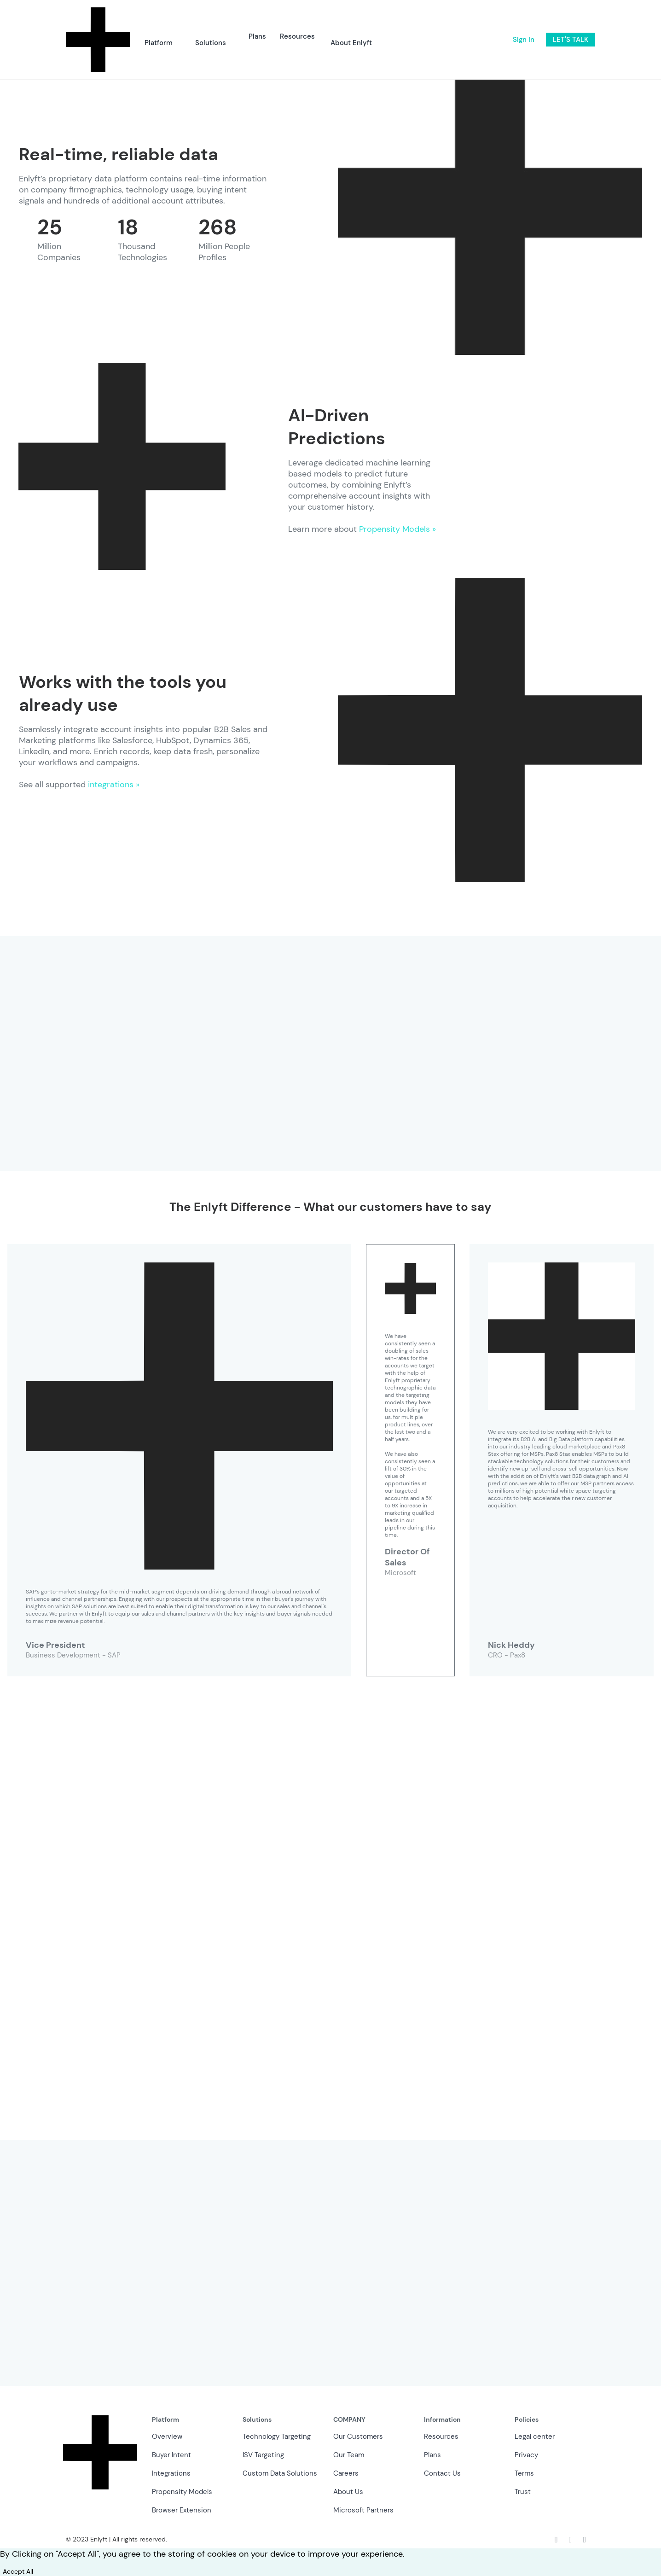 Platform
Solutions
Plans
Resources
About Enlyft
Sign in
LET'S TALK
Real-time, reliable data
Enlyft's proprietary data platform contains real-time information
on company firmographics, technology usage, buying intent
signals and hundreds of additional account attributes.
25
Million
Companies
18
Thousand
Technologies
268
Million People
Profiles
AI-Driven
Predictions
Leverage dedicated machine learning
based models to predict future
outcomes, by combining Enlyft's
comprehensive account insights with
your customer history.
Learn more about Propensity Models »
Works with the tools you
already use
Seamlessly integrate account insights into popular B2B Sales and
Marketing platforms like Salesforce, HubSpot, Dynamics 365,
LinkedIn, and more. Enrich records, keep data fresh, personalize
your workflows and campaigns.
See all supported integrations »
The Enlyft Difference - What our customers have to say
SAP's go-to-market strategy for the mid-market segment depends on driving demand through a broad network of
influence and channel partnerships. Engaging with our prospects at the appropriate time in their buyer's journey with
insights on which SAP solutions are best suited to enable their digital transformation is key to our sales and channel's
success. We partner with Enlyft to equip our sales and channel partners with the key insights and buyer signals needed
to maximize revenue potential.
Vice President
Business Development - SAP
We have
consistently seen a
doubling of sales
win-rates for the
accounts we target
with the help of
Enlyft proprietary
technographic data
and the targeting
models they have
been building for
us, for multiple
product lines, over
the last two and a
half years.
We have also
consistently seen a
lift of 30% in the
value of
opportunities at
our targeted
accounts and a 5X
to 9X increase in
marketing qualified
leads in our
pipeline during this
time.
Director Of
Sales
Microsoft
We are very excited to be working with Enlyft to
integrate its B2B AI and Big Data platform capabilities
into our industry leading cloud marketplace and Pax8
Stax offering for MSPs. Pax8 Stax enables MSPs to build
stackable technology solutions for their customers and
identify new up-sell and cross-sell opportunities. Now
with the addition of Enlyft's vast B2B data graph and AI
predictions, we are able to offer our MSP partners access
to millions of high potential white space targeting
accounts to help accelerate their new customer
acquisition.
Nick Heddy
CRO - Pax8
Platform
Overview
Buyer Intent
Integrations
Propensity Models
Browser Extension
Solutions
Technology Targeting
ISV Targeting
Custom Data Solutions
COMPANY
Our Customers
Our Team
Careers
About Us
Microsoft Partners
Information
Resources
Plans
Contact Us
Policies
Legal center
Privacy
Terms
Trust
© 2023 Enlyft | All rights reserved.
By Clicking on "Accept All", you agree to the storing of cookies on your device to improve your experience.
Accept All